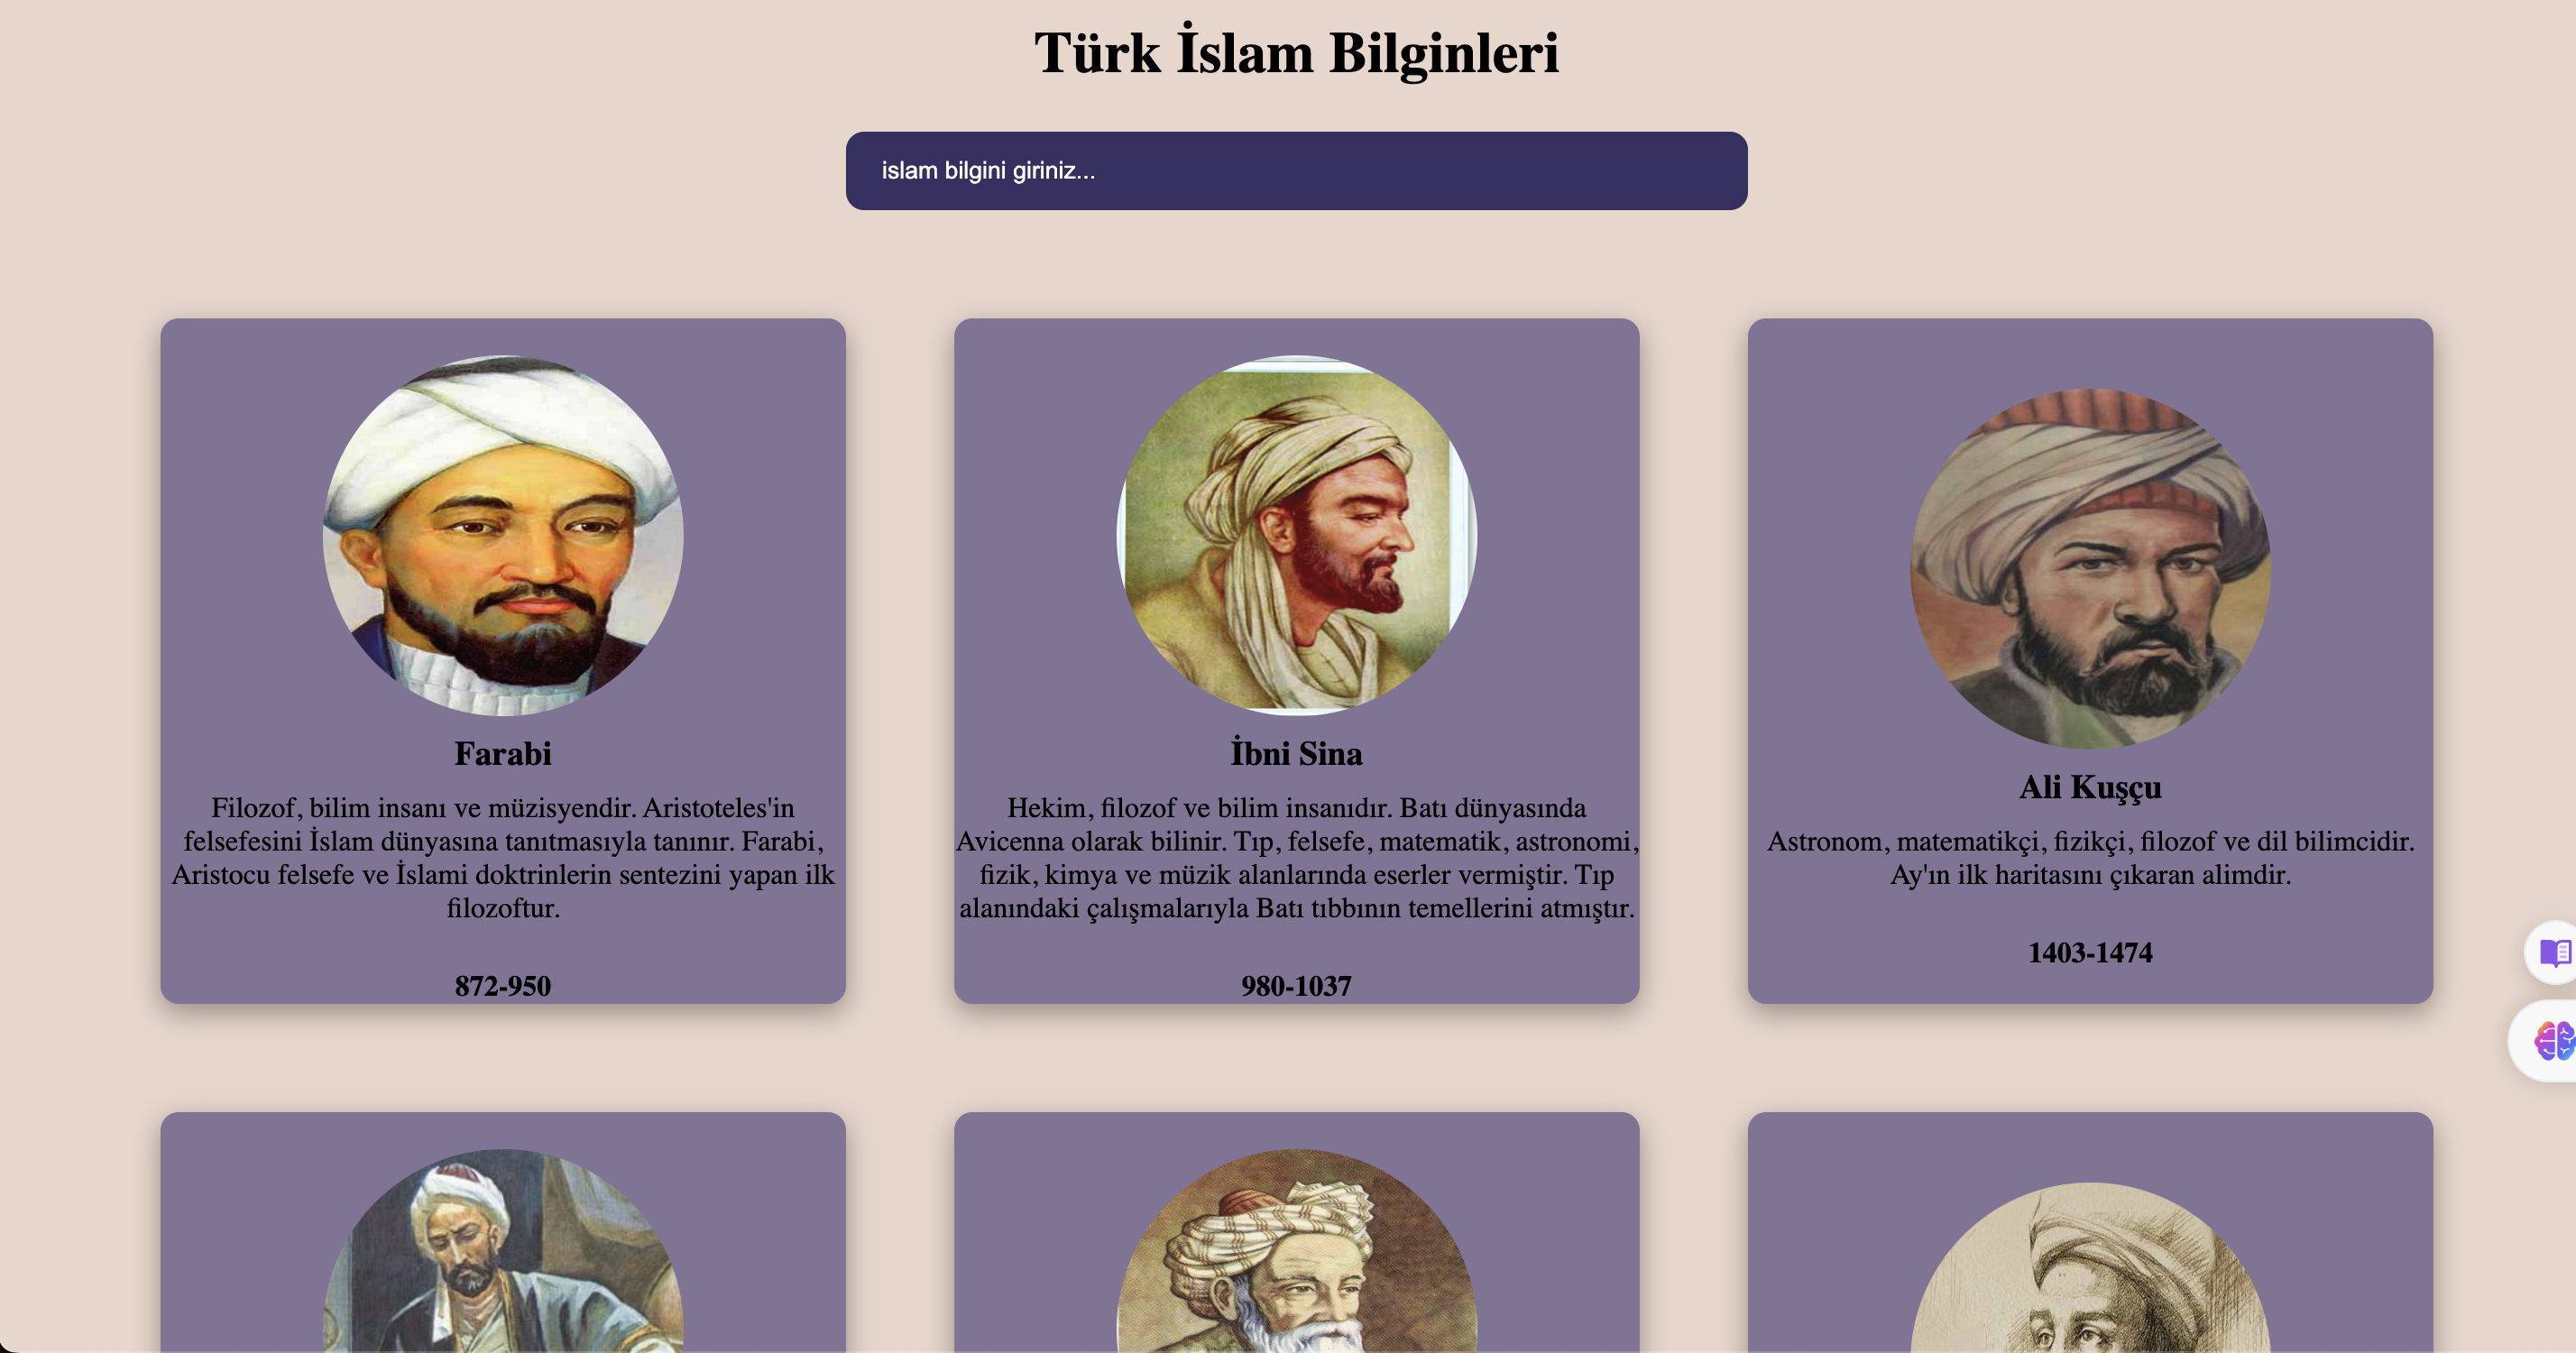 Türk İslam Bilginleri
islam bilgini giriniz...
Farabi
Filozof, bilim insanı ve müzisyendir. Aristoteles'in
felsefesini İslam dünyasına tanıtmasıyla tanınır. Farabi,
Aristocu felsefe ve İslami doktrinlerin sentezini yapan ilk
filozoftur.
872-950
İbni Sina
Hekim, filozof ve bilim insanıdır. Batı dünyasında
Avicenna olarak bilinir. Tıp, felsefe, matematik, astronomi,
fizik, kimya ve müzik alanlarında eserler vermiştir. Tıp
alanındaki çalışmalarıyla Batı tıbbının temellerini atmıştır.
980-1037
Ali Kuşçu
Astronom, matematikçi, fizikçi, filozof ve dil bilimcidir.
Ay'ın ilk haritasını çıkaran alimdir.
1403-1474